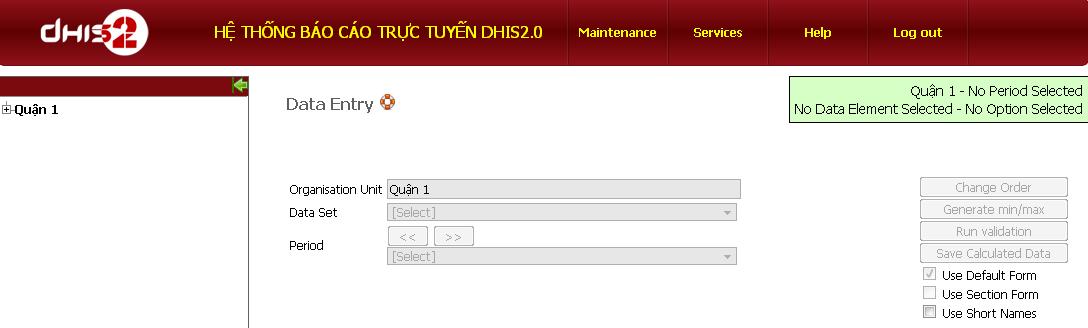 dHIS2
HỆ THỐNG BÁO CÁO TRỰC TUYẾN DHIS2.0
Maintenance
Services
Help
Log out
Quận 1
Data Entry
Quận 1 - No Period Selected
No Data Element Selected - No Option Selected
Organisation Unit Quận 1
Data Set [Select]
Period << >>
[Select]
Change Order
Generate min/max
Run validation
Save Calculated Data
Use Default Form
Use Section Form
Use Short Names